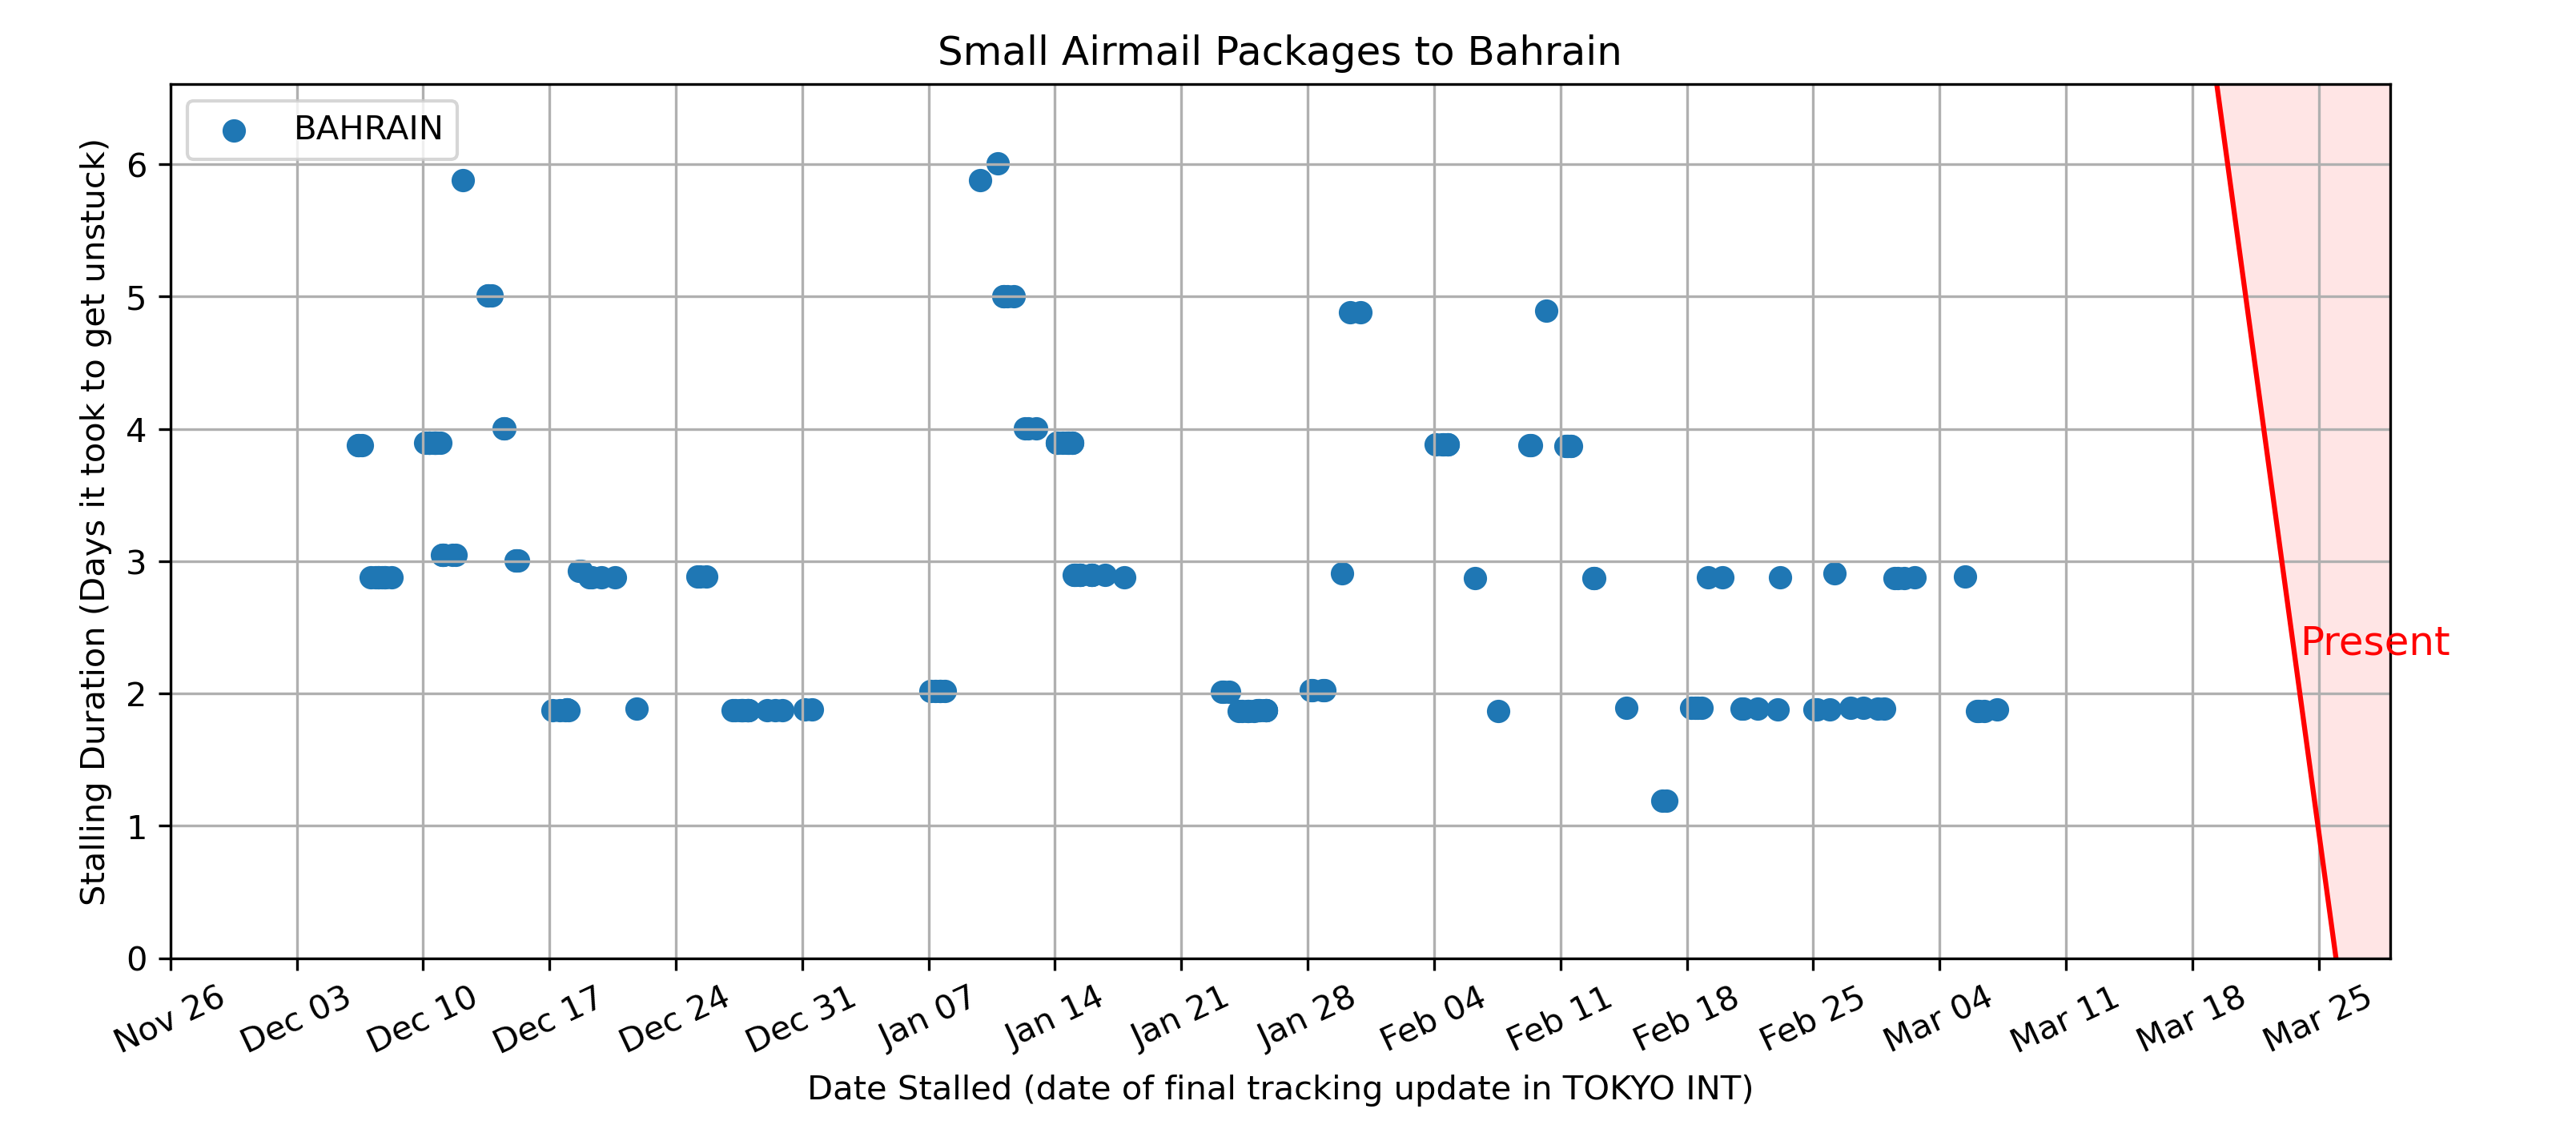 Small Airmail Packages to Bahrain
BAHRAIN
Stalling Duration (Days it took to get unstuck)
6
5
4
3
2
1
0
Present
Nov 26
Dec 03
Dec 10
Dec 17
Dec 24
Dec 31
Jan 07
Jan 14
Jan 21
Jan 28
Feb 04
Feb 11
Feb 18
Feb 25
Mar 04
Mar 11
Mar 18
Mar 25
Date Stalled (date of final tracking update in TOKYO INT)